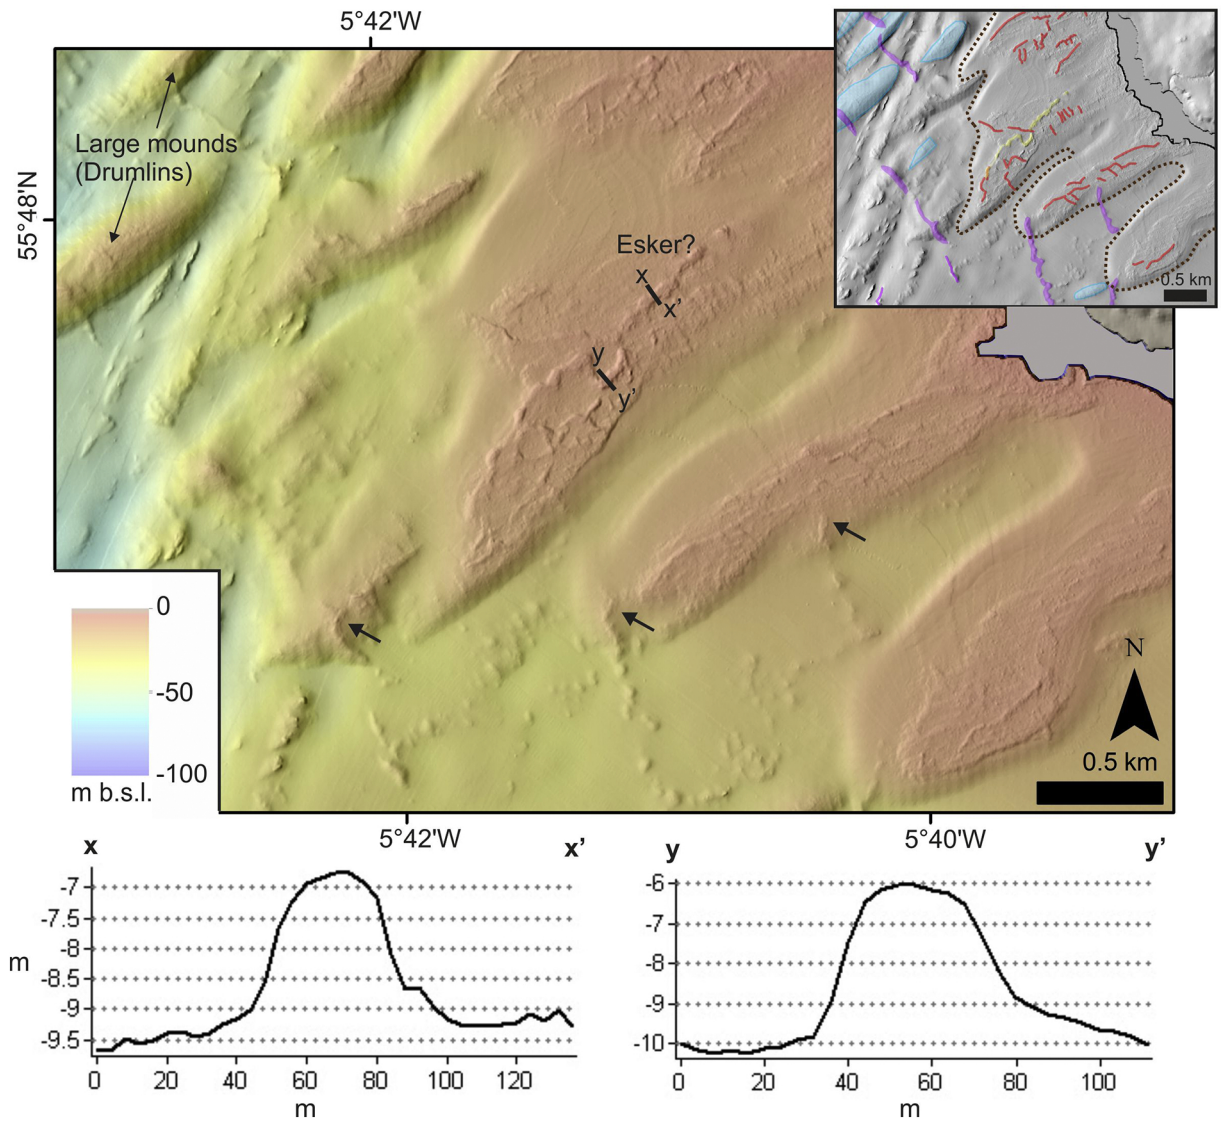 5°42'W
0.5 km
Large mounds
(Drumlins)
55°48'N
Esker?
x
x'
y
y'
N
0.5 km
0
-50
-100
m b.s.l.
5°42'W
5°40'W
x
x'
-7
-7.5
-8
-8.5
-9
-9.5
m
0
20
40
60
80
100
120
m
y
y'
-6
-7
-8
-9
-10
0
20
40
60
80
100
m